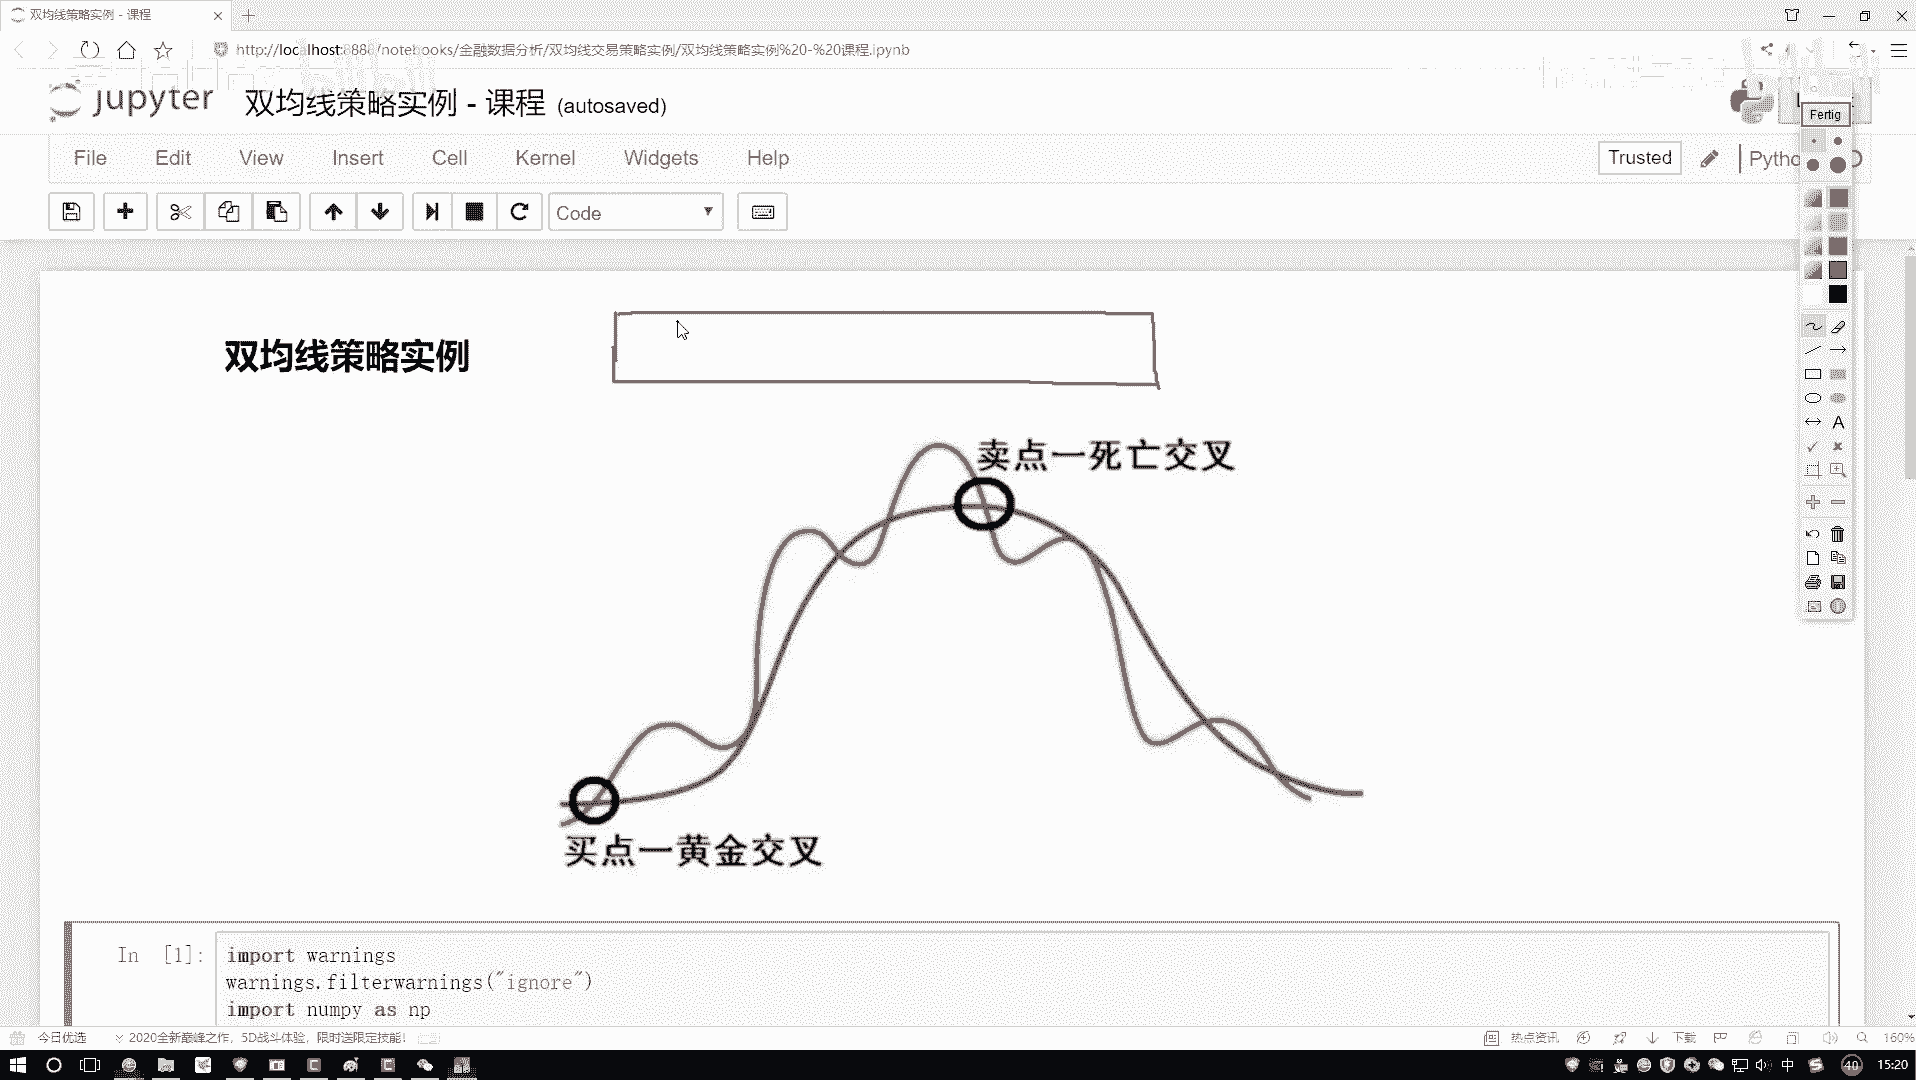 双均线策略实例 - 课程
http://localhost:8888/notebooks/金融数据分析/双均线交易策略实例/双均线策略实例%20-%20课程.ipynb
jupyter 双均线策略实例 - 课程 (autosaved)
Fertig
File Edit View Insert Cell Kernel Widgets Help
Trusted
Code
双均线策略实例
卖点一死亡交叉
买点一黄金交叉
In [1]: import warnings
warnings.filterwarnings("ignore")
import numpy as np
今日优选 2020全新巅峰之作，5D战斗体验，限时送限定技能！ 热点资讯 下载 160%
中 40 15:20